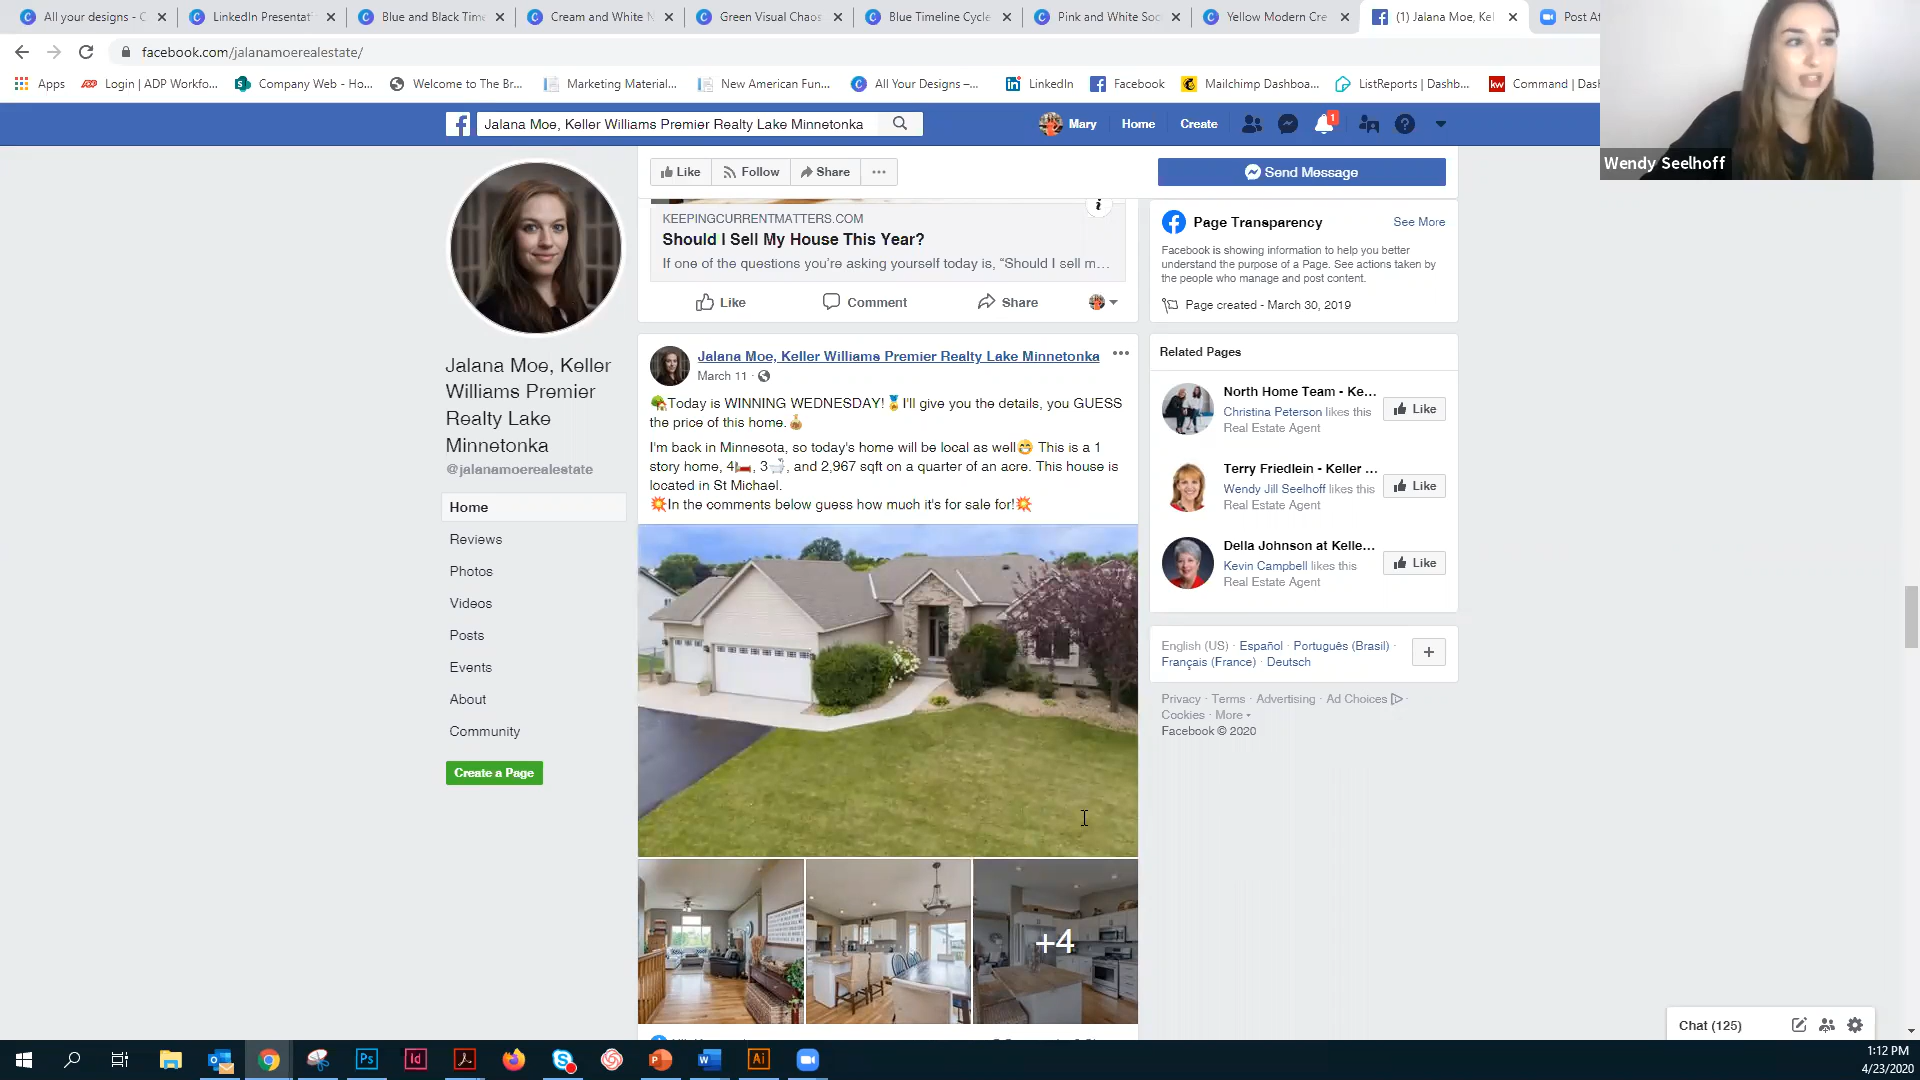 All your designs - C
LinkedIn Presentat
Blue and Black Time
Cream and White N
Green Visual Chaos
Blue Timeline Cycle
Pink and White Soc
Yellow Modern Cre
(1) Jalana Moe, Kel
Post At
facebook.com/jalanamoerealestate/
Apps
Login | ADP Workfo...
Company Web - Ho...
Welcome to The Br...
Marketing Material...
New American Fun...
All Your Designs –...
LinkedIn
Facebook
Mailchimp Dashboa...
ListReports | Dashb...
Command | Das
Wendy Seelhoff
Jalana Moe, Keller Williams Premier Realty Lake Minnetonka
Mary
Home
Create
1
Like
Follow
Share
Send Message
Jalana Moe, Keller
Williams Premier
Realty Lake
Minnetonka
@jalanamoerealestate
Home
Reviews
Photos
Videos
Posts
Events
About
Community
Create a Page
KEEPINGCURRENTMATTERS.COM
Should I Sell My House This Year?
If one of the questions you're asking yourself today is, “Should I sell m...
Like
Comment
Share
Jalana Moe, Keller Williams Premier Realty Lake Minnetonka
March 11 ·
🏡Today is WINNING WEDNESDAY!🏅I'll give you the details, you GUESS
the price of this home.💰
I'm back in Minnesota, so today's home will be local as well😁 This is a 1
story home, 4🛏, 3🛁, and 2,967 sqft on a quarter of an acre. This house is
located in St Michael.
💥In the comments below guess how much it's for sale for!💥
+4
Page Transparency
See More
Facebook is showing information to help you better
understand the purpose of a Page. See actions taken by
the people who manage and post content.
Page created - March 30, 2019
Related Pages
North Home Team - Ke...
Christina Peterson likes this
Real Estate Agent
Like
Terry Friedlein - Keller ...
Wendy Jill Seelhoff likes this
Real Estate Agent
Like
Della Johnson at Kelle...
Kevin Campbell likes this
Real Estate Agent
Like
English (US) · Español · Português (Brasil) ·
Français (France) · Deutsch
Privacy · Terms · Advertising · Ad Choices ·
Cookies · More
Facebook © 2020
Chat (125)
1:12 PM
4/23/2020